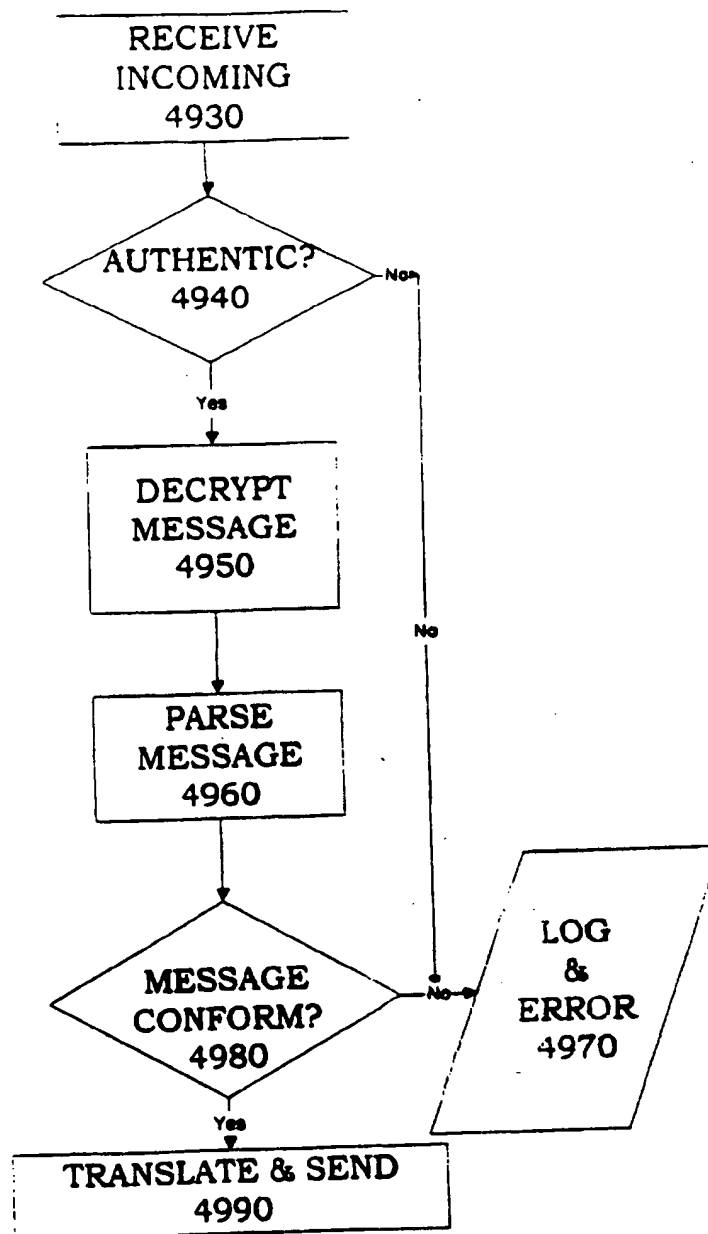 RECEIVE
INCOMING
4930
AUTHENTIC?
4940
No
Yes
DECRYPT
MESSAGE
4950
No
PARSE
MESSAGE
4960
MESSAGE
CONFORM?
4980
No
LOG
&
ERROR
4970
Yes
TRANSLATE & SEND
4990